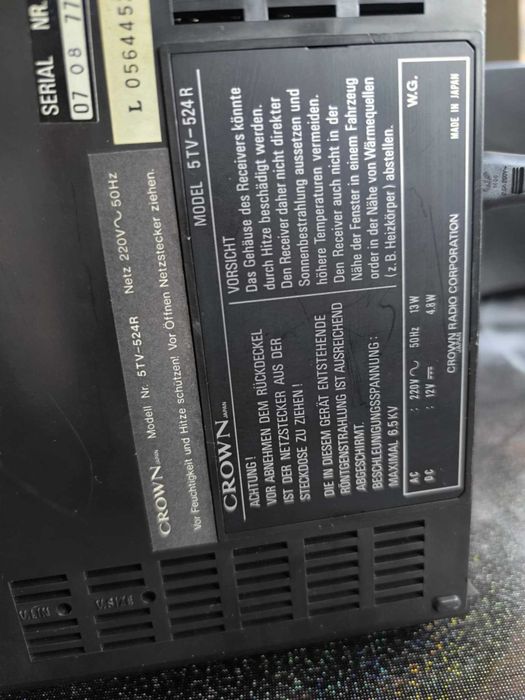 SERIAL NR.
07 08 77
L 056445
CROWN JAPAN Modell Nr. 5TV-524R Netz 220V~ 50Hz
Vor Feuchtigkeit und Hitze schützen! Vor Öffnen Netzstecker ziehen.
CROWN JAPAN
MODEL 5TV-524R
ACHTUNG!
VOR ABNEHMEN DEM RÜCKDECKEL
IST DER NETZSTECKER AUS DER
STECKDOSE ZU ZIEHEN!
DIE IN DIESEM GERÄT ENTSTEHENDE
RÖNTGENSTRAHLUNG IST AUSREICHEND
ABGESCHIRMT.
BESCHLEUNIGUNGSSPANNUNG:
MAXIMAL 6.5KV
VORSICHT
Das Gehäuse des Receivers könnte
durch Hitze beschädigt werden.
Den Receiver daher nicht direkter
Sonnenbestrahlung aussetzen und
höhere Temperaturen vermeiden.
Den Receiver auch nicht in der
Nähe der Fenster in einem Fahrzeug
order in der Nähe von Wärmequellen
(z.B. Heizkörper) abstellen.
AC : 220V~ 50Hz 13W W.G.
DC : 12V⎓ 4.8W
CROWN RADIO CORPORATION
JAPAN
MADE IN JAPAN
V.LIN
V.SIZE